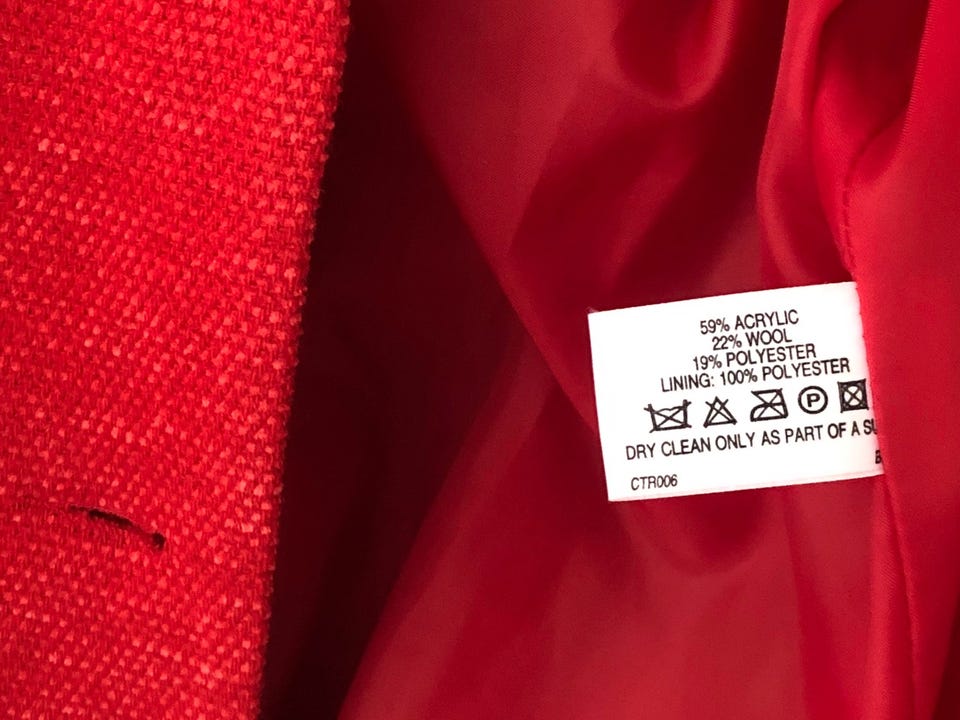 59% ACRYLIC
22% WOOL
19% POLYESTER
LINING: 100% POLYESTER
P
DRY CLEAN ONLY AS PART OF A
CTR006